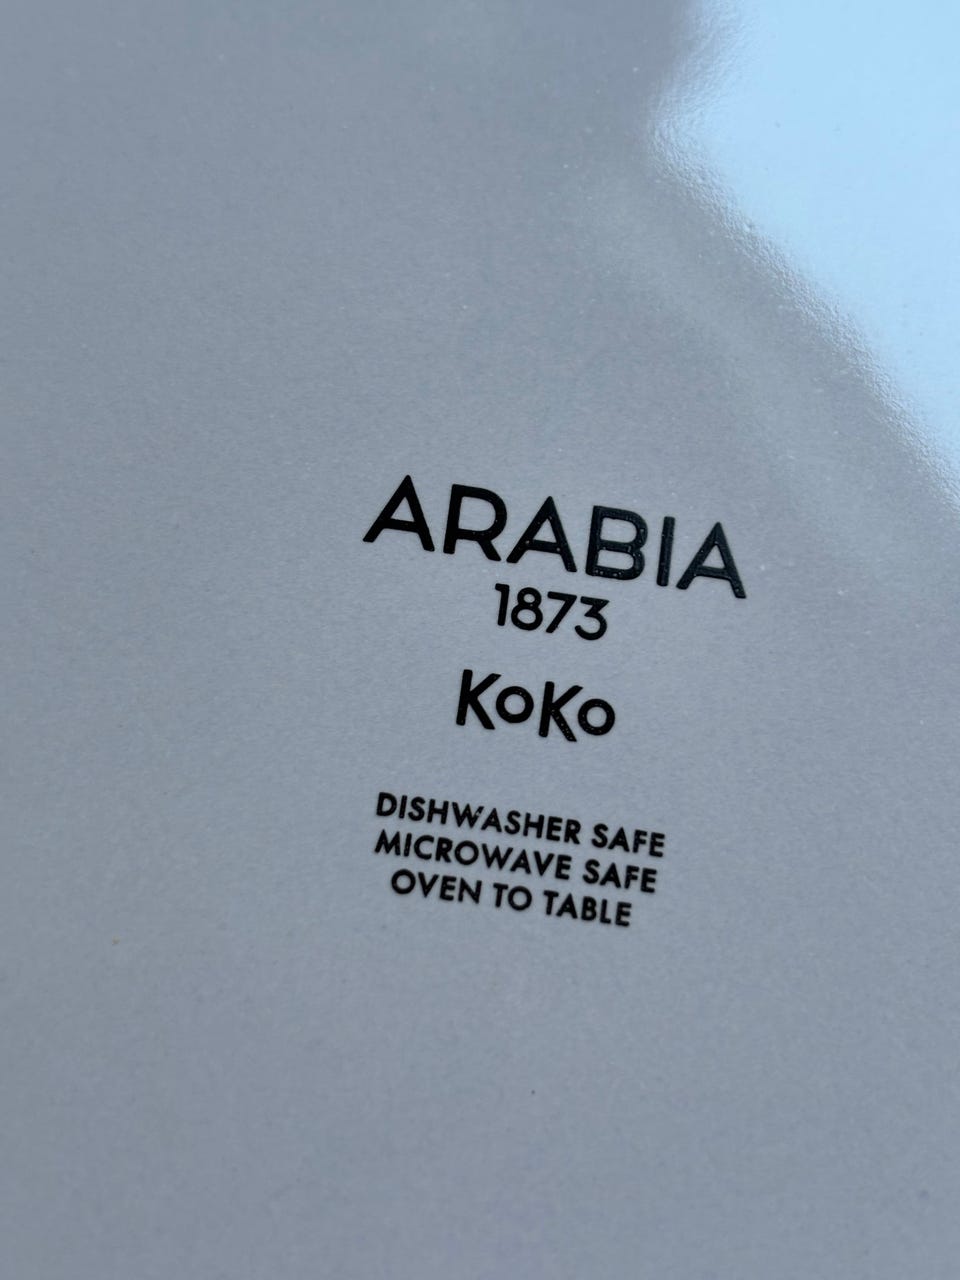 ARABIA
1873
KoKo
DISHWASHER SAFE
MICROWAVE SAFE
OVEN TO TABLE